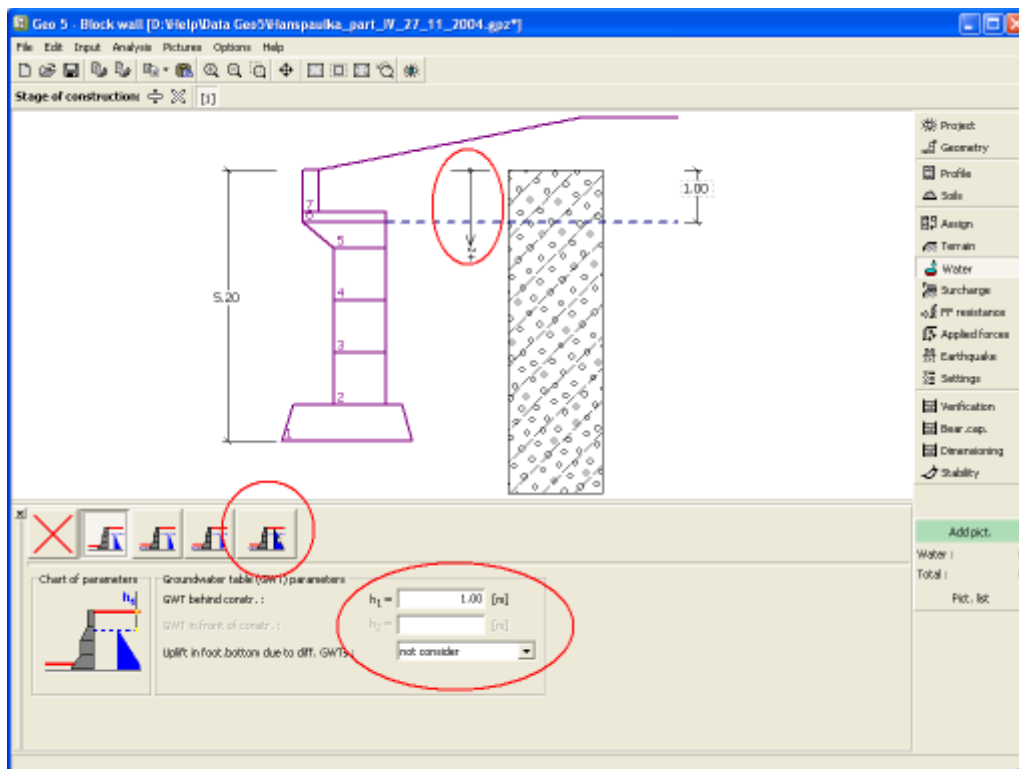 Geo 5 - Block wall [D:\Help\Data Geo5\Hanspaulka_part_IV_27_11_2004.gpz*]
File Edit Input Analysis Pictures Options Help
Stage of construction: [1]
1.00
5.20
7
6
5
4
3
2
1
+z
Project
Geometry
Profile
Soils
Assign
Terrain
Water
Surcharge
FF resistance
Applied forces
Earthquake
Settings
Verification
Bear.cap.
Dimensioning
Stability
Add pict.
Water :
Total :
Pict. list
Chart of parameters
h1
Groundwater table (GWT) parameters
GWT behind constr. : h1 = 1.00 [m]
GWT in front of constr. : h2 = [m]
Uplift in foot.bottom due to diff. GWTs : not consider